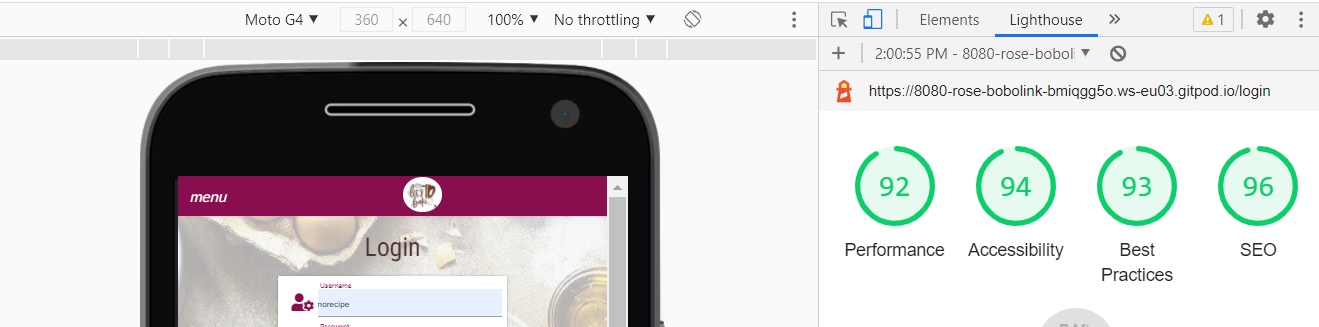 Moto G4 ▼ 360 × 640 100% ▼ No throttling ▼
Elements Lighthouse » 1
+ 2:00:55 PM - 8080-rose-boboli ▼
https://8080-rose-bobolink-bmiqgg5o.ws-eu03.gitpod.io/login
92 94 93 96
Performance Accessibility Best Practices SEO
menu
Login
Username
norecipe
Password